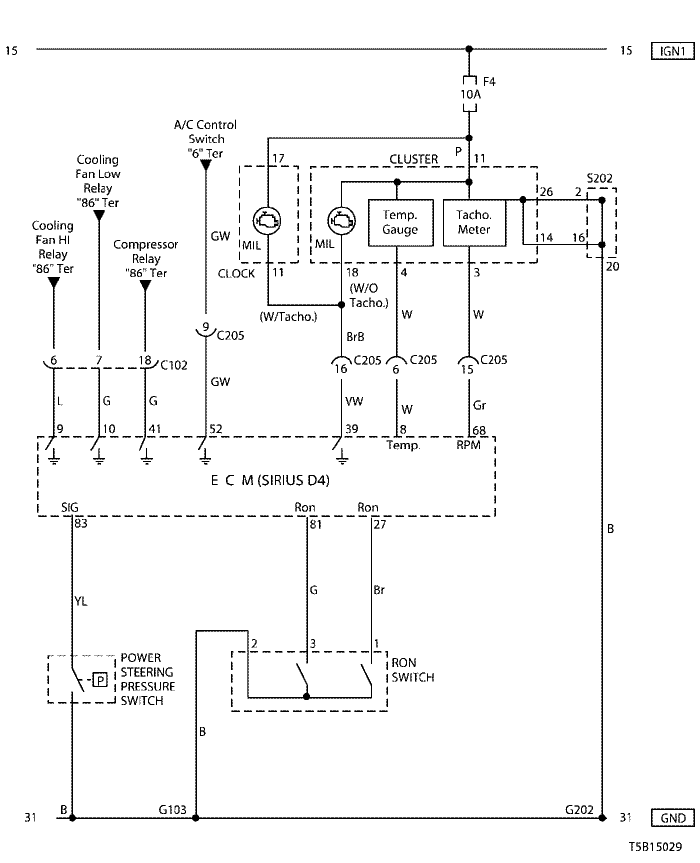 15
15
IGN1
F4
10A
A/C Control
Switch
"6" Ter
P
17
CLUSTER
11
Cooling
Fan Low
Relay
"86" Ter
S202
26
2
Cooling
Fan HI
Relay
"86" Ter
Compressor
Relay
"86" Ter
GW
MIL
MIL
Temp.
Gauge
Tacho.
Meter
14
16
CLOCK
11
18
4
3
20
(W/O
Tacho.)
(W/Tacho.)
W
W
9
C205
BrB
6
7
18
C102
16
C205
6
C205
15
C205
L
G
G
GW
VW
W
Gr
9
10
41
52
39
8
68
Temp.
RPM
E C M (SIRIUS D4)
SIG
Ron
Ron
83
81
27
B
YL
G
Br
2
3
1
POWER
STEERING
PRESSURE
SWITCH
P
RON
SWITCH
B
31
B
G103
G202
31
GND
T5B15029